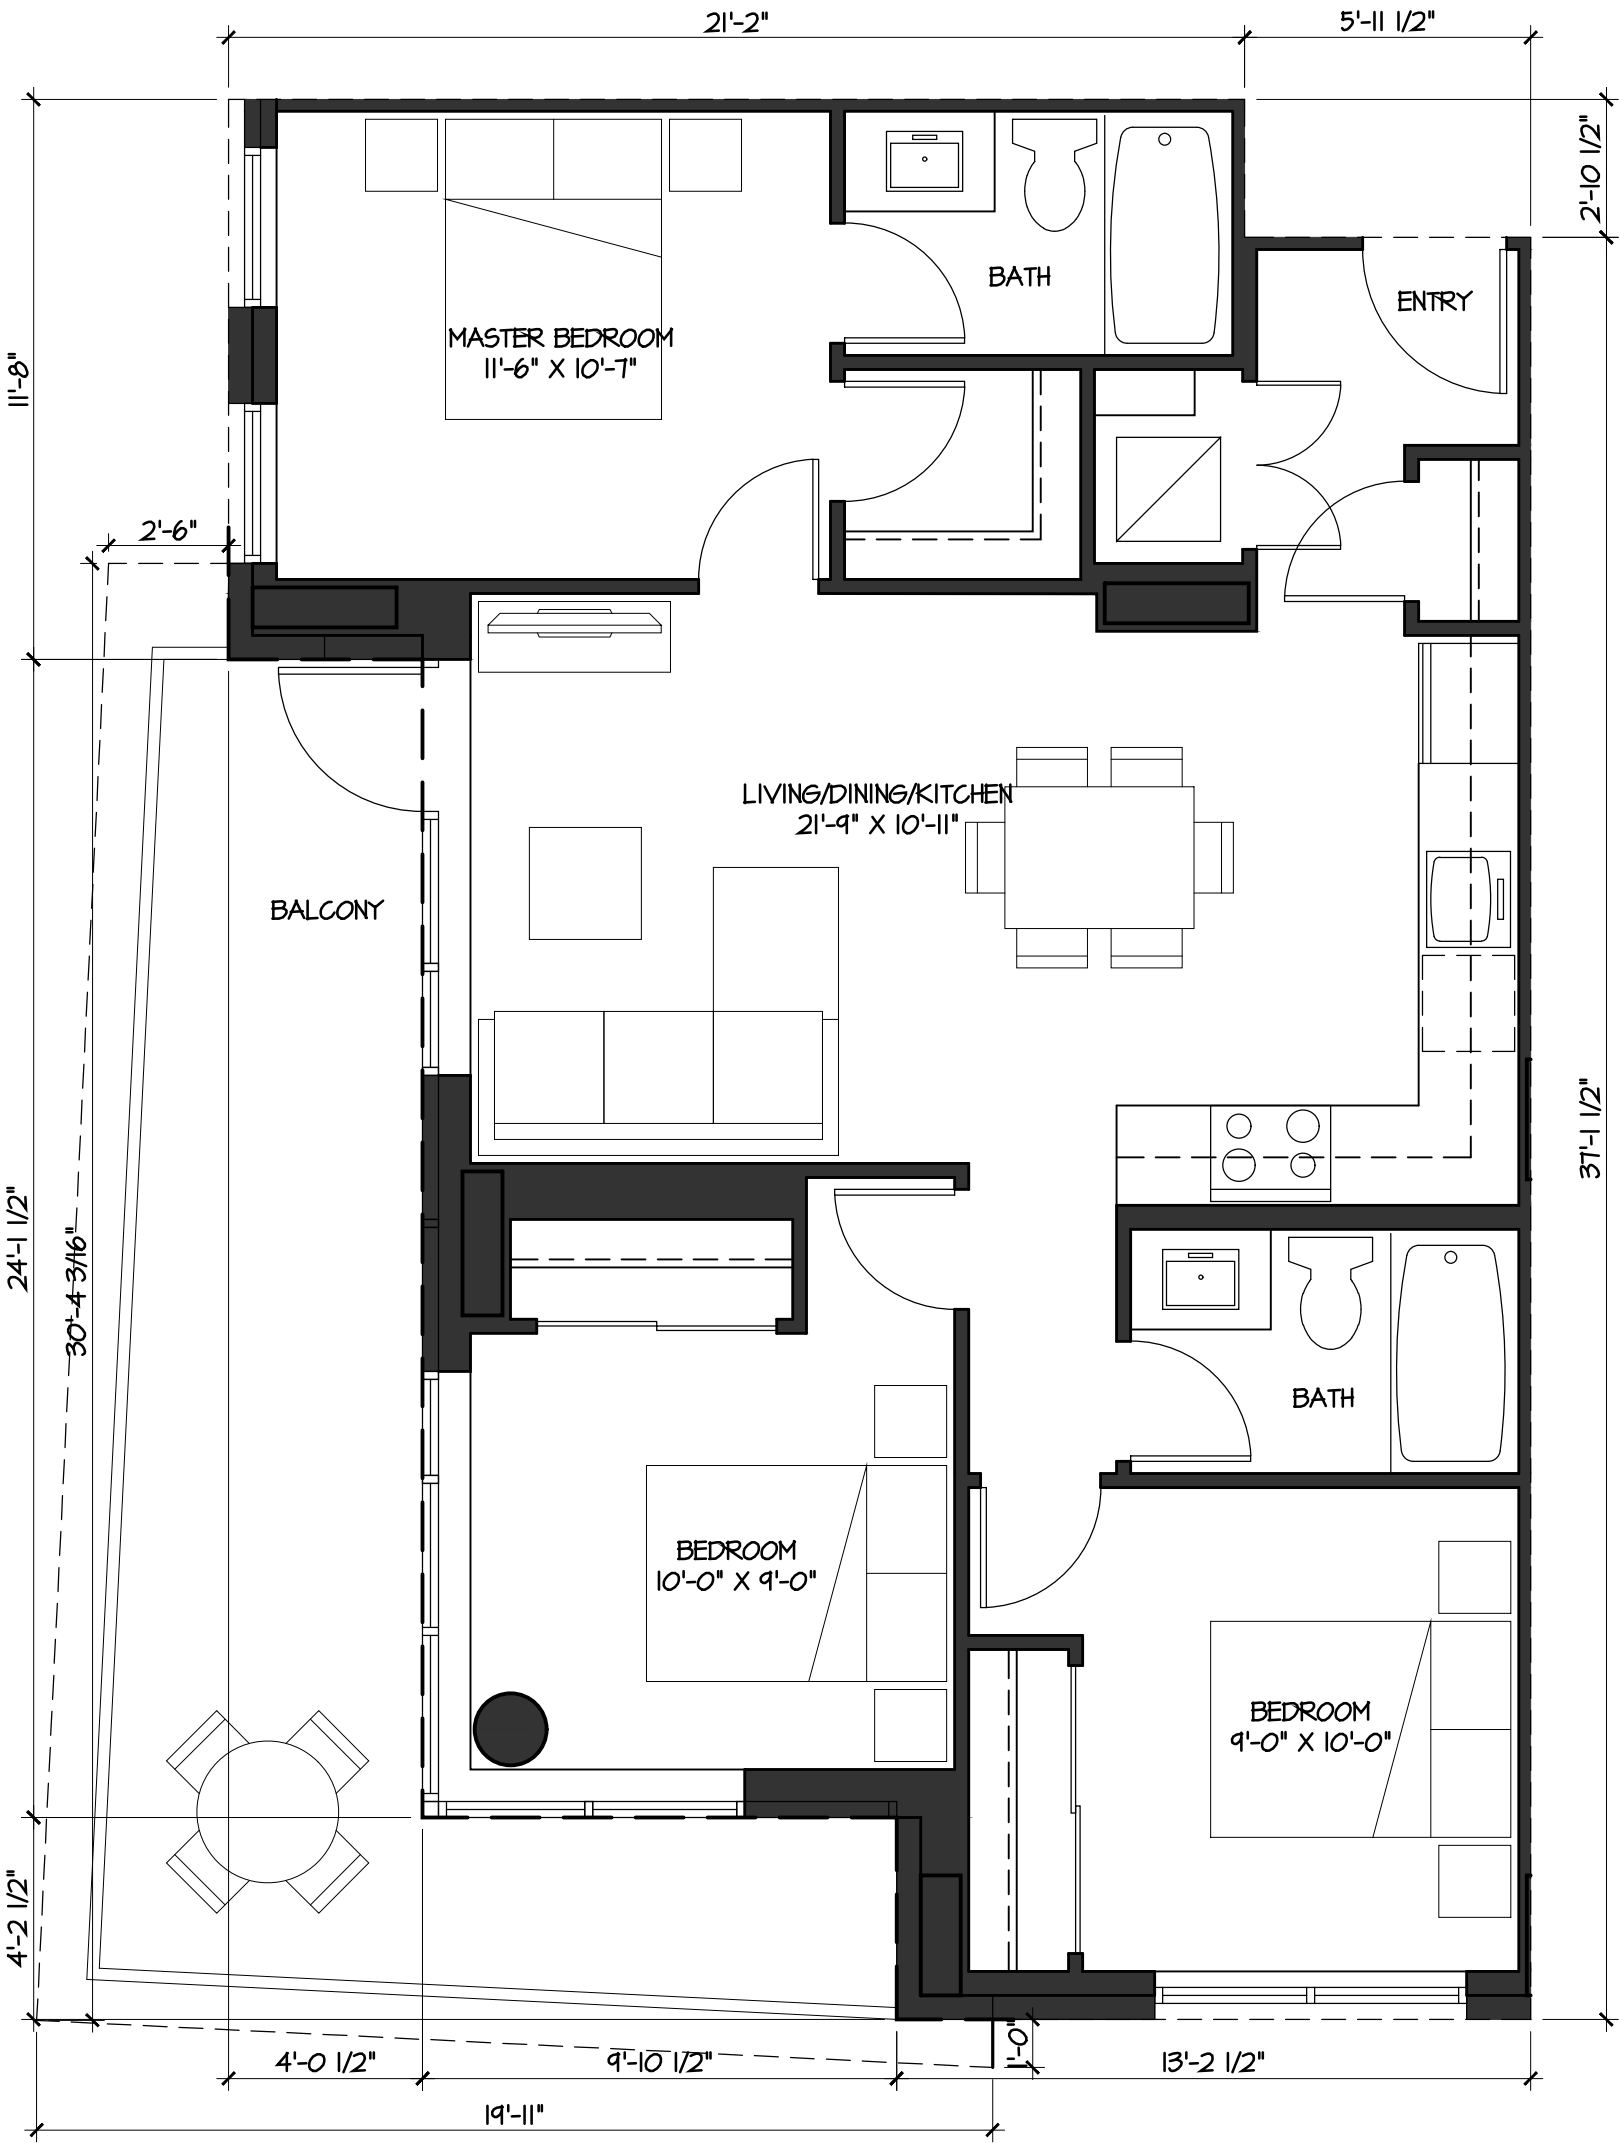 21'-2"
5'-11 1/2"
2'-10 1/2"
BATH
ENTRY
MASTER BEDROOM
11'-6" X 10'-7"
11'-8"
2'-6"
LIVING/DINING/KITCHEN
21'-9" X 10'-11"
BALCONY
37'-1 1/2"
24'-1 1/2"
30'-4 3/16"
BATH
BEDROOM
10'-0" X 9'-0"
BEDROOM
9'-0" X 10'-0"
4'-2 1/2"
1'-0"
4'-0 1/2"
9'-10 1/2"
13'-2 1/2"
19'-11"